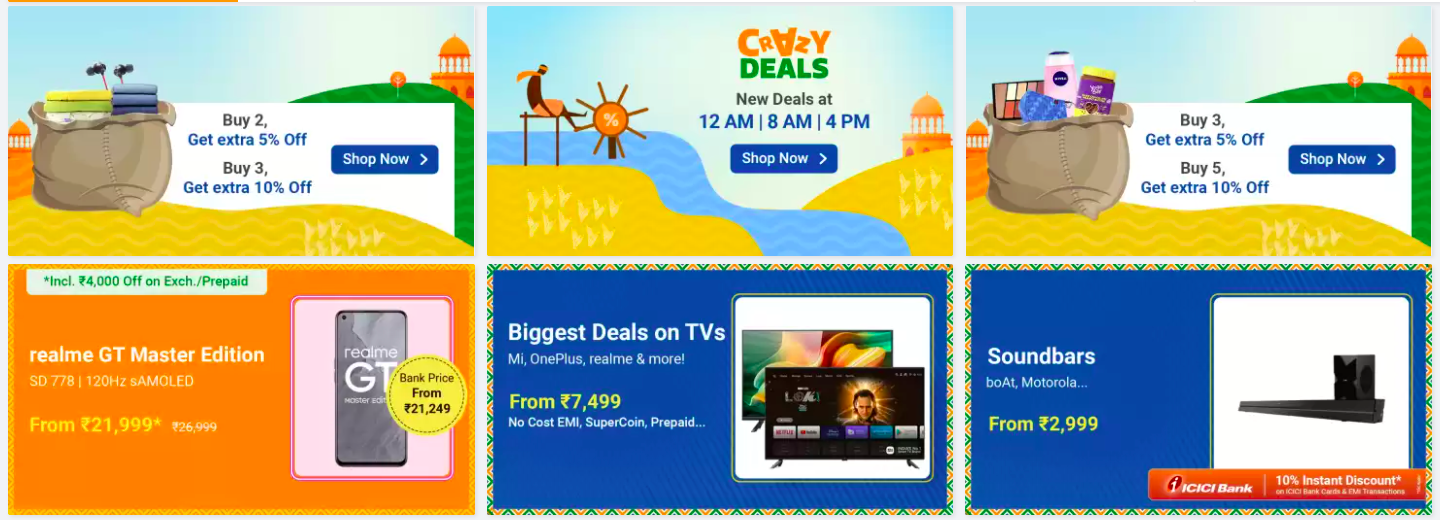 Buy 2,
Get extra 5% Off
Buy 3,
Get extra 10% Off
Shop Now
CRAZY
DEALS
New Deals at
12 AM | 8 AM | 4 PM
Shop Now
NIVEA
Buy 3,
Get extra 5% Off
Buy 5,
Get extra 10% Off
Shop Now
*Incl. ₹4,000 Off on Exch./Prepaid
realme GT Master Edition
SD 778 | 120Hz sAMOLED
From ₹21,999* ₹26,999
realme
GT
MASTER EDITION
Bank Price
From
₹21,249
Biggest Deals on TVs
Mi, OnePlus, realme & more!
From ₹7,499
No Cost EMI, SuperCoin, Prepaid...
LOKI
NETFLIX
Soundbars
boAt, Motorola...
From ₹2,999
ICICI Bank
10% Instant Discount*
on ICICI Bank Cards & EMI Transactions